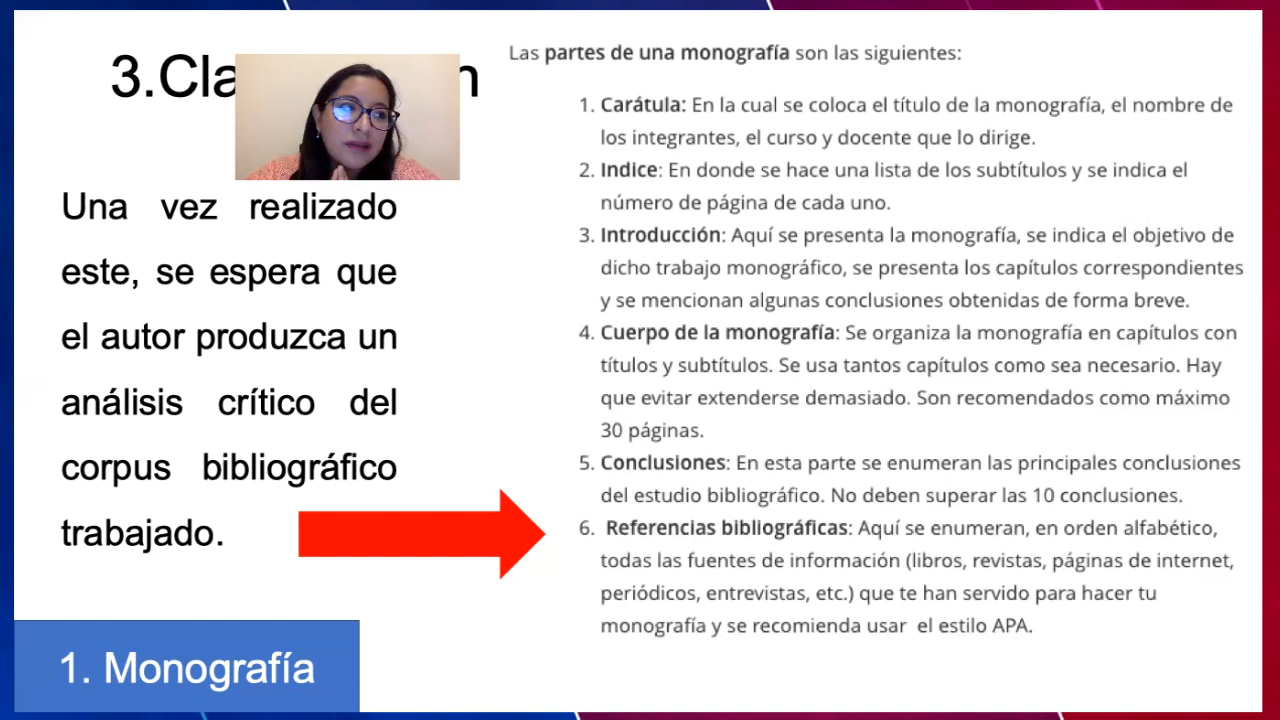 3.Cla
n
Una vez realizado
este, se espera que
el autor produzca un
análisis crítico del
corpus bibliográfico
trabajado.
1. Monografía
Las partes de una monografía son las siguientes:
1. Carátula: En la cual se coloca el título de la monografía, el nombre de
los integrantes, el curso y docente que lo dirige.
2. Indice: En donde se hace una lista de los subtítulos y se indica el
número de página de cada uno.
3. Introducción: Aquí se presenta la monografía, se indica el objetivo de
dicho trabajo monográfico, se presenta los capítulos correspondientes
y se mencionan algunas conclusiones obtenidas de forma breve.
4. Cuerpo de la monografía: Se organiza la monografía en capítulos con
títulos y subtítulos. Se usa tantos capítulos como sea necesario. Hay
que evitar extenderse demasiado. Son recomendados como máximo
30 páginas.
5. Conclusiones: En esta parte se enumeran las principales conclusiones
del estudio bibliográfico. No deben superar las 10 conclusiones.
6. Referencias bibliográficas: Aquí se enumeran, en orden alfabético,
todas las fuentes de información (libros, revistas, páginas de internet,
periódicos, entrevistas, etc.) que te han servido para hacer tu
monografía y se recomienda usar el estilo APA.